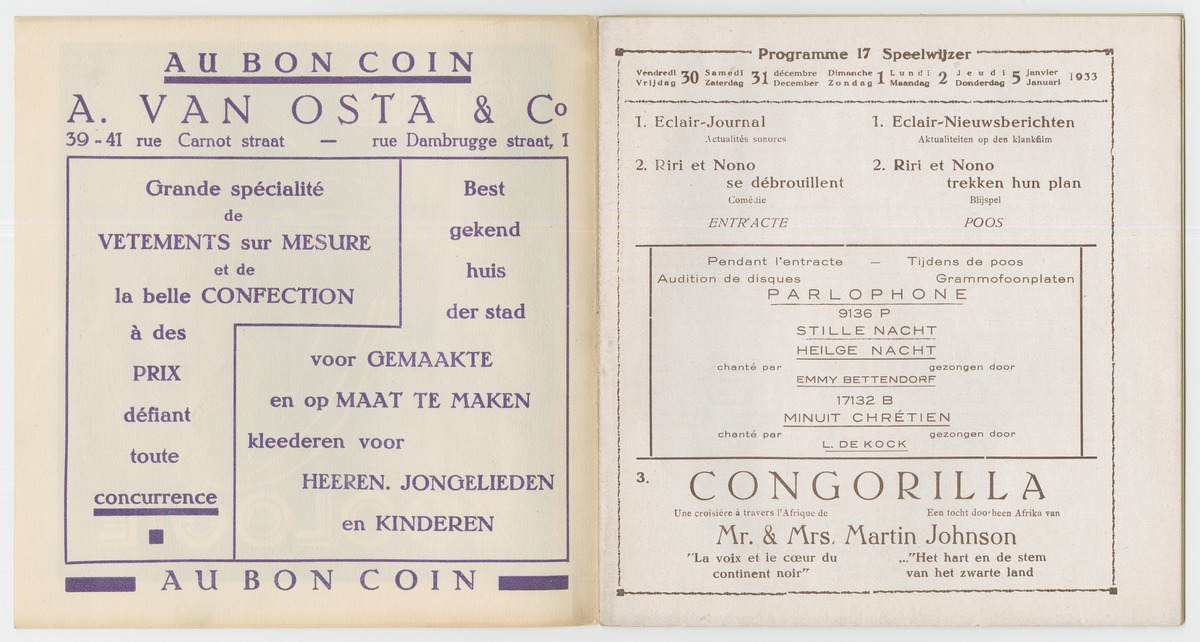 AU BON COIN
A. VAN OSTA & Co
39-41 rue Carnot straat — rue Dambrugge straat, 1
Grande spécialité
de
VETEMENTS sur MESURE
et de
la belle CONFECTION
à des
PRIX
défiant
toute
concurrence
Best
gekend
huis
der stad
voor GEMAAKTE
en op MAAT TE MAKEN
kleederen voor
HEEREN. JONGELIEDEN
en KINDEREN
AU BON COIN
Programme 17 Speelwijzer
Vendredi 30 Samedi 31 décembre Dimanche 1 Lundi 2 Jeudi 5 janvier 1933
Vrijdag Zaterdag December Zondag Maandag Donderdag Januari
1. Eclair-Journal
Actualités sonores
2. Riri et Nono
se débrouillent
Comédie
ENTR'ACTE
1. Eclair-Nieuwsberichten
Aktualiteiten op den klankfilm
2. Riri et Nono
trekken hun plan
Blijspel
POOS
Pendant l'entracte — Tijdens de poos
Audition de disques Grammofoonplaten
PARLOPHONE
9136 P
STILLE NACHT
HEILGE NACHT
chanté par gezongen door
EMMY BETTENDORF
17132 B
MINUIT CHRÉTIEN
chanté par gezongen door
L. DE KOCK
3. CONGORILLA
Une croisière à travers l'Afrique de Een tocht doorheen Afrika van
Mr. & Mrs. Martin Johnson
"La voix et le cœur du
continent noir"
..."Het hart en de stem
van het zwarte land